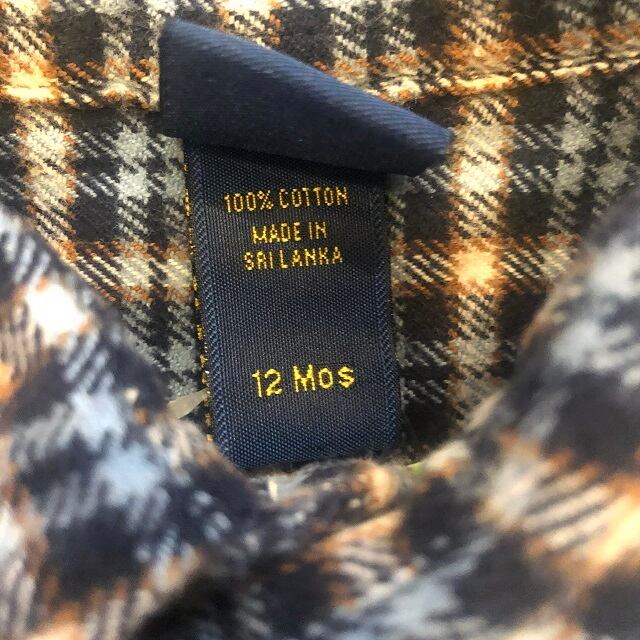 100% COTTON
MADE IN
SRI LANKA
12 Mos